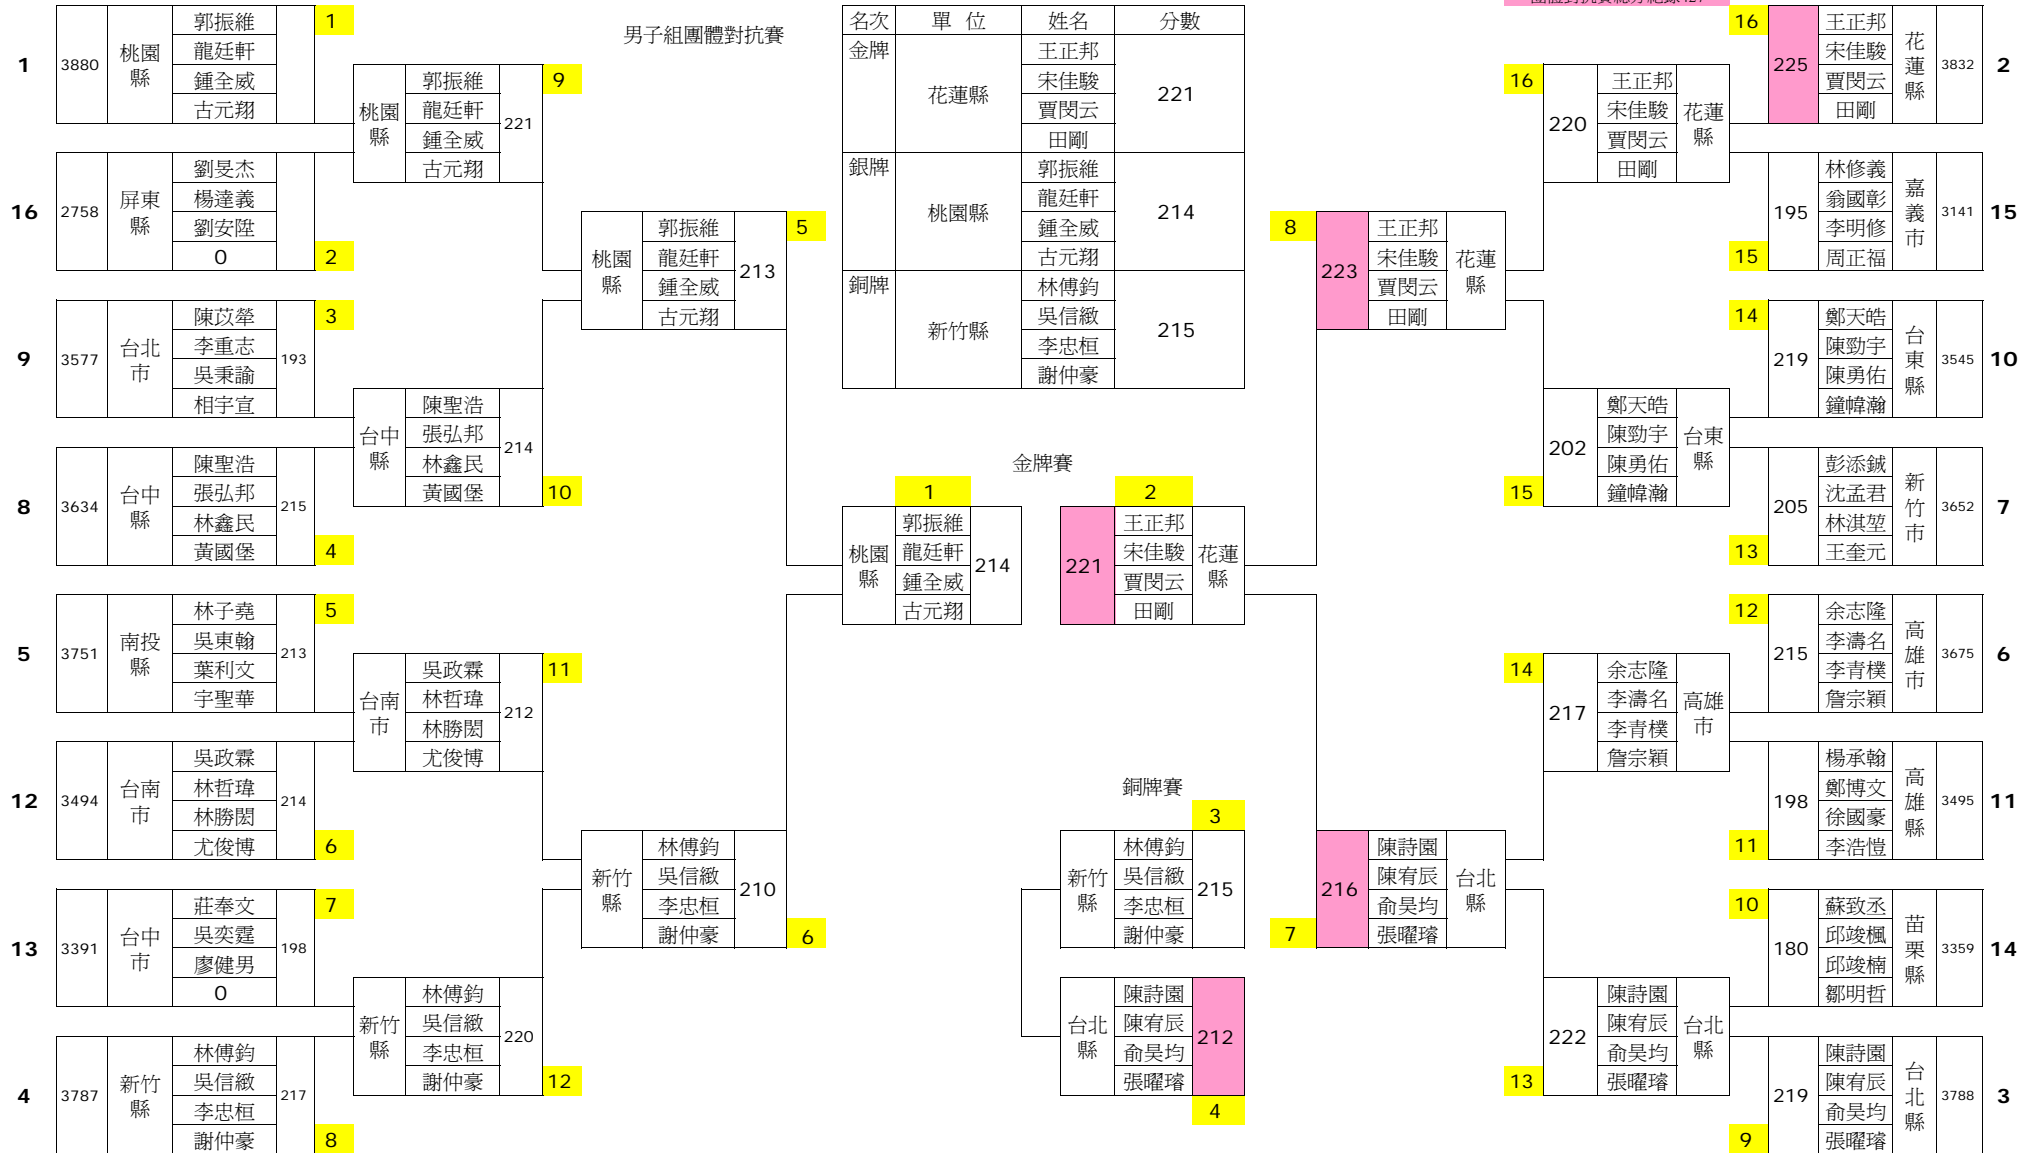 男子組團體對抗賽
1
3880
桃園縣
郭振維
龍廷軒
鍾全威
古元翔
1
16
2758
屏東縣
劉旻杰
楊達義
劉安陞
0
2
9
3577
台北市
陳苡犖
李重志
吳秉諭
相宇宣
193
3
8
3634
台中縣
陳聖浩
張弘邦
林鑫民
黃國堡
215
4
5
3751
南投縣
林子堯
吳東翰
葉利文
宇聖華
213
5
12
3494
台南市
吳政霖
林哲瑋
林勝閎
尤俊博
214
6
13
3391
台中市
莊奉文
吳奕霆
廖健男
0
198
7
4
3787
新竹縣
林傅鈞
吳信緻
李忠桓
謝仲豪
217
8
桃園縣
郭振維
龍廷軒
鍾全威
古元翔
221
9
台中縣
陳聖浩
張弘邦
林鑫民
黃國堡
214
10
台南市
吳政霖
林哲瑋
林勝閎
尤俊博
212
11
新竹縣
林傅鈞
吳信緻
李忠桓
謝仲豪
220
12
桃園縣
郭振維
龍廷軒
鍾全威
古元翔
213
5
新竹縣
林傅鈞
吳信緻
李忠桓
謝仲豪
210
6
名次 單 位 姓名 分數
金牌
花蓮縣
王正邦
宋佳駿
賈閔云
田剛
221
銀牌
桃園縣
郭振維
龍廷軒
鍾全威
古元翔
214
銅牌
新竹縣
林傅鈞
吳信緻
李忠桓
謝仲豪
215
金牌賽
1
桃園縣
郭振維
龍廷軒
鍾全威
古元翔
214
2
221
王正邦
宋佳駿
賈閔云
田剛
花蓮縣
銅牌賽
3
新竹縣
林傅鈞
吳信緻
李忠桓
謝仲豪
215
台北縣
陳詩園
陳宥辰
俞昊均
張曜璿
212
4
8
223
王正邦
宋佳駿
賈閔云
田剛
花蓮縣
7
216
陳詩園
陳宥辰
俞昊均
張曜璿
台北縣
16
220
王正邦
宋佳駿
賈閔云
田剛
花蓮縣
15
202
鄭天皓
陳勁宇
陳勇佑
鐘幃瀚
台東縣
14
217
余志隆
李濤名
李青樸
詹宗穎
高雄市
13
222
陳詩園
陳宥辰
俞昊均
張曜璿
台北縣
16
225
王正邦
宋佳駿
賈閔云
田剛
花蓮縣
3832
2
15
195
林修義
翁國彰
李明修
周正福
嘉義市
3141
15
14
219
鄭天皓
陳勁宇
陳勇佑
鐘幃瀚
台東縣
3545
10
13
205
彭添鋮
沈孟君
林淇堃
王奎元
新竹市
3652
7
12
215
余志隆
李濤名
李青樸
詹宗穎
高雄市
3675
6
11
198
楊承翰
鄭博文
徐國豪
李浩愷
高雄縣
3495
11
10
180
蘇致丞
邱竣楓
邱竣楠
鄒明哲
苗栗縣
3359
14
9
219
陳詩園
陳宥辰
俞昊均
張曜璿
台北縣
3788
3